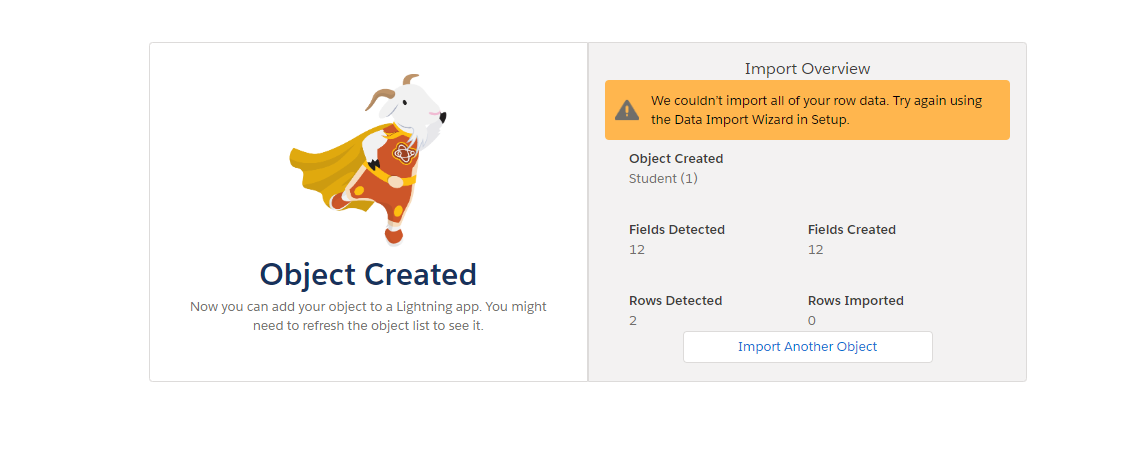 Import Overview
We couldn't import all of your row data. Try again using
the Data Import Wizard in Setup.
Object Created
Student (1)
Fields Detected
Fields Created
12
12
Rows Detected
Rows Imported
2
0
Import Another Object
Object Created
Now you can add your object to a Lightning app. You might
need to refresh the object list to see it.